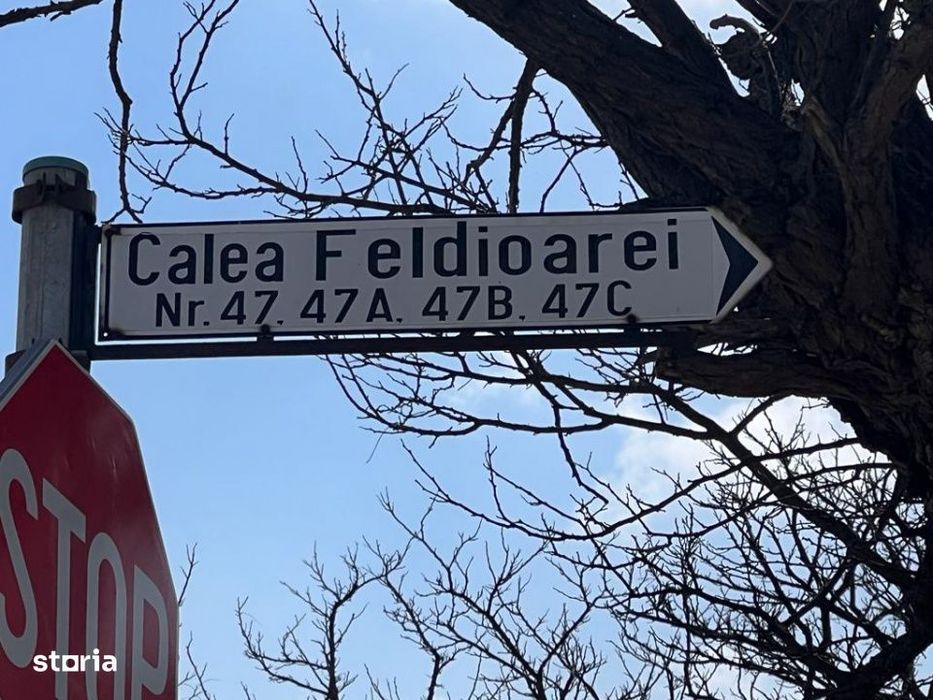 Calea Feldioarei
Nr. 47, 47A, 47B, 47C
STOP
storia